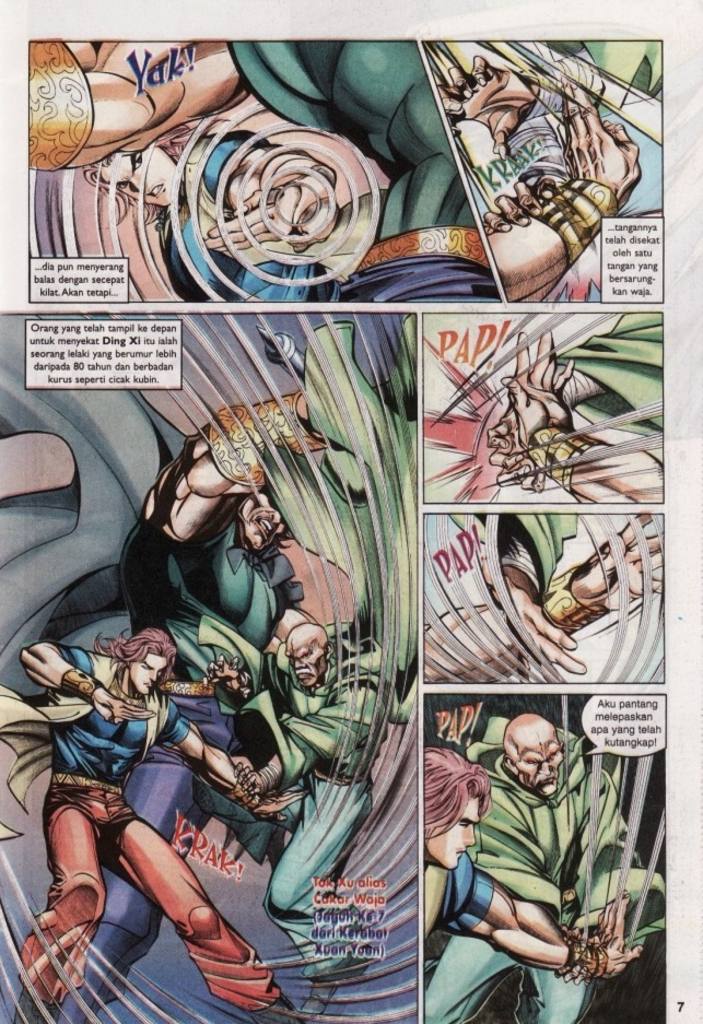 Yak!
...dia pun menyerang
balas dengan secepat
kilat. Akan tetapi...
KRAAK!
...tangannya
telah disekat
oleh satu
tangan yang
bersarung-
kan waja.
Orang yang telah tampil ke depan
untuk menyekat Ding Xi itu ialah
seorang lelaki yang berumur lebih
daripada 80 tahun dan berbadan
kurus seperti cicak kubin.
KRAK!
Tok Xu alias
Cakar Waja
(Jaguh Ke 7
dari Kerabat
Xuan Yuan)
PAP!
PAP!
PAP!
Aku pantang
melepaskan
apa yang telah
kutangkap!
7